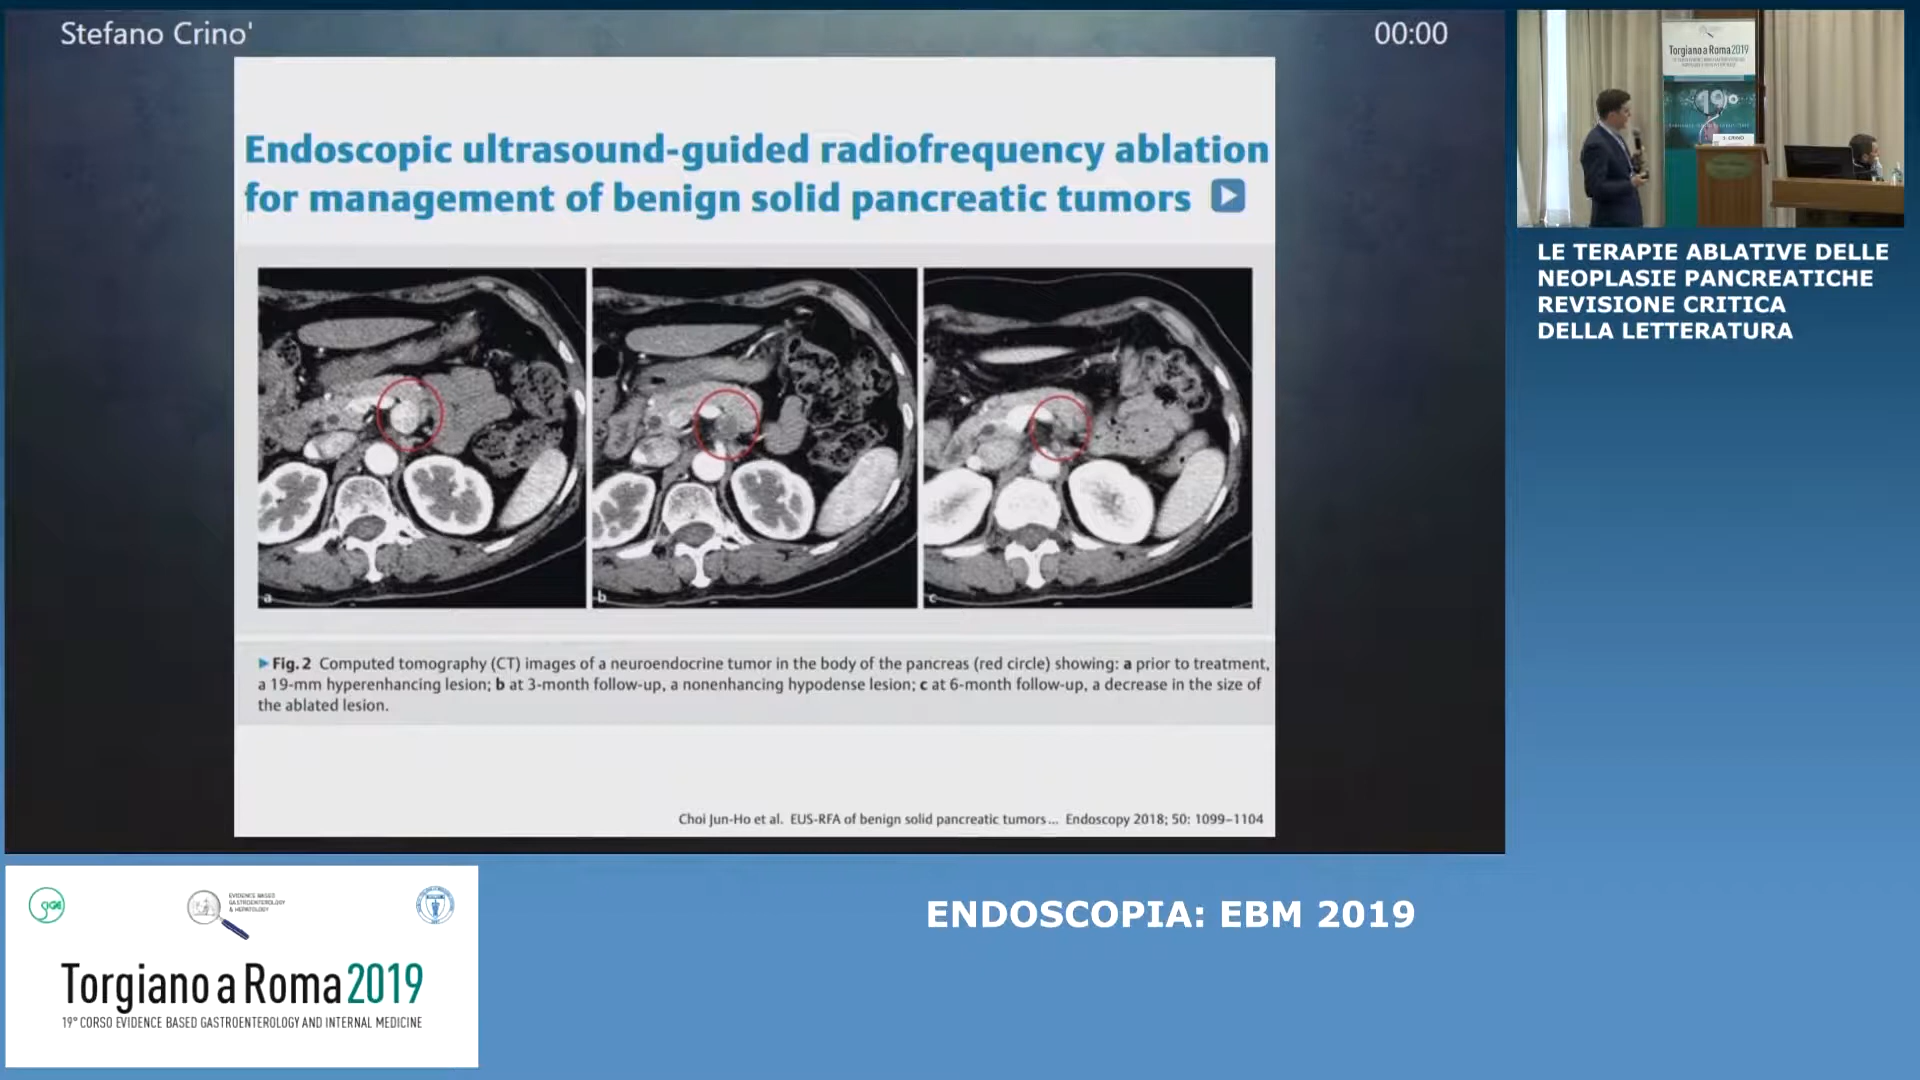 Stefano Crino'
00:00
Endoscopic ultrasound-guided radiofrequency ablation
for management of benign solid pancreatic tumors
a
b
c
Fig. 2 Computed tomography (CT) images of a neuroendocrine tumor in the body of the pancreas (red circle) showing: a prior to treatment,
a 19-mm hyperenhancing lesion; b at 3-month follow-up, a nonenhancing hypodense lesion; c at 6-month follow-up, a decrease in the size of
the ablated lesion.
Choi Jun-Ho et al. EUS-RFA of benign solid pancreatic tumors... Endoscopy 2018; 50: 1099–1104
Torgiano a Roma 2019
19°
S. CRINO
LE TERAPIE ABLATIVE DELLE
NEOPLASIE PANCREATICHE
REVISIONE CRITICA
DELLA LETTERATURA
EVIDENCE BASED
GASTROENTEROLOGY
& HEPATOLOGY
Torgiano a Roma 2019
19° CORSO EVIDENCE BASED GASTROENTEROLOGY AND INTERNAL MEDICINE
ENDOSCOPIA: EBM 2019